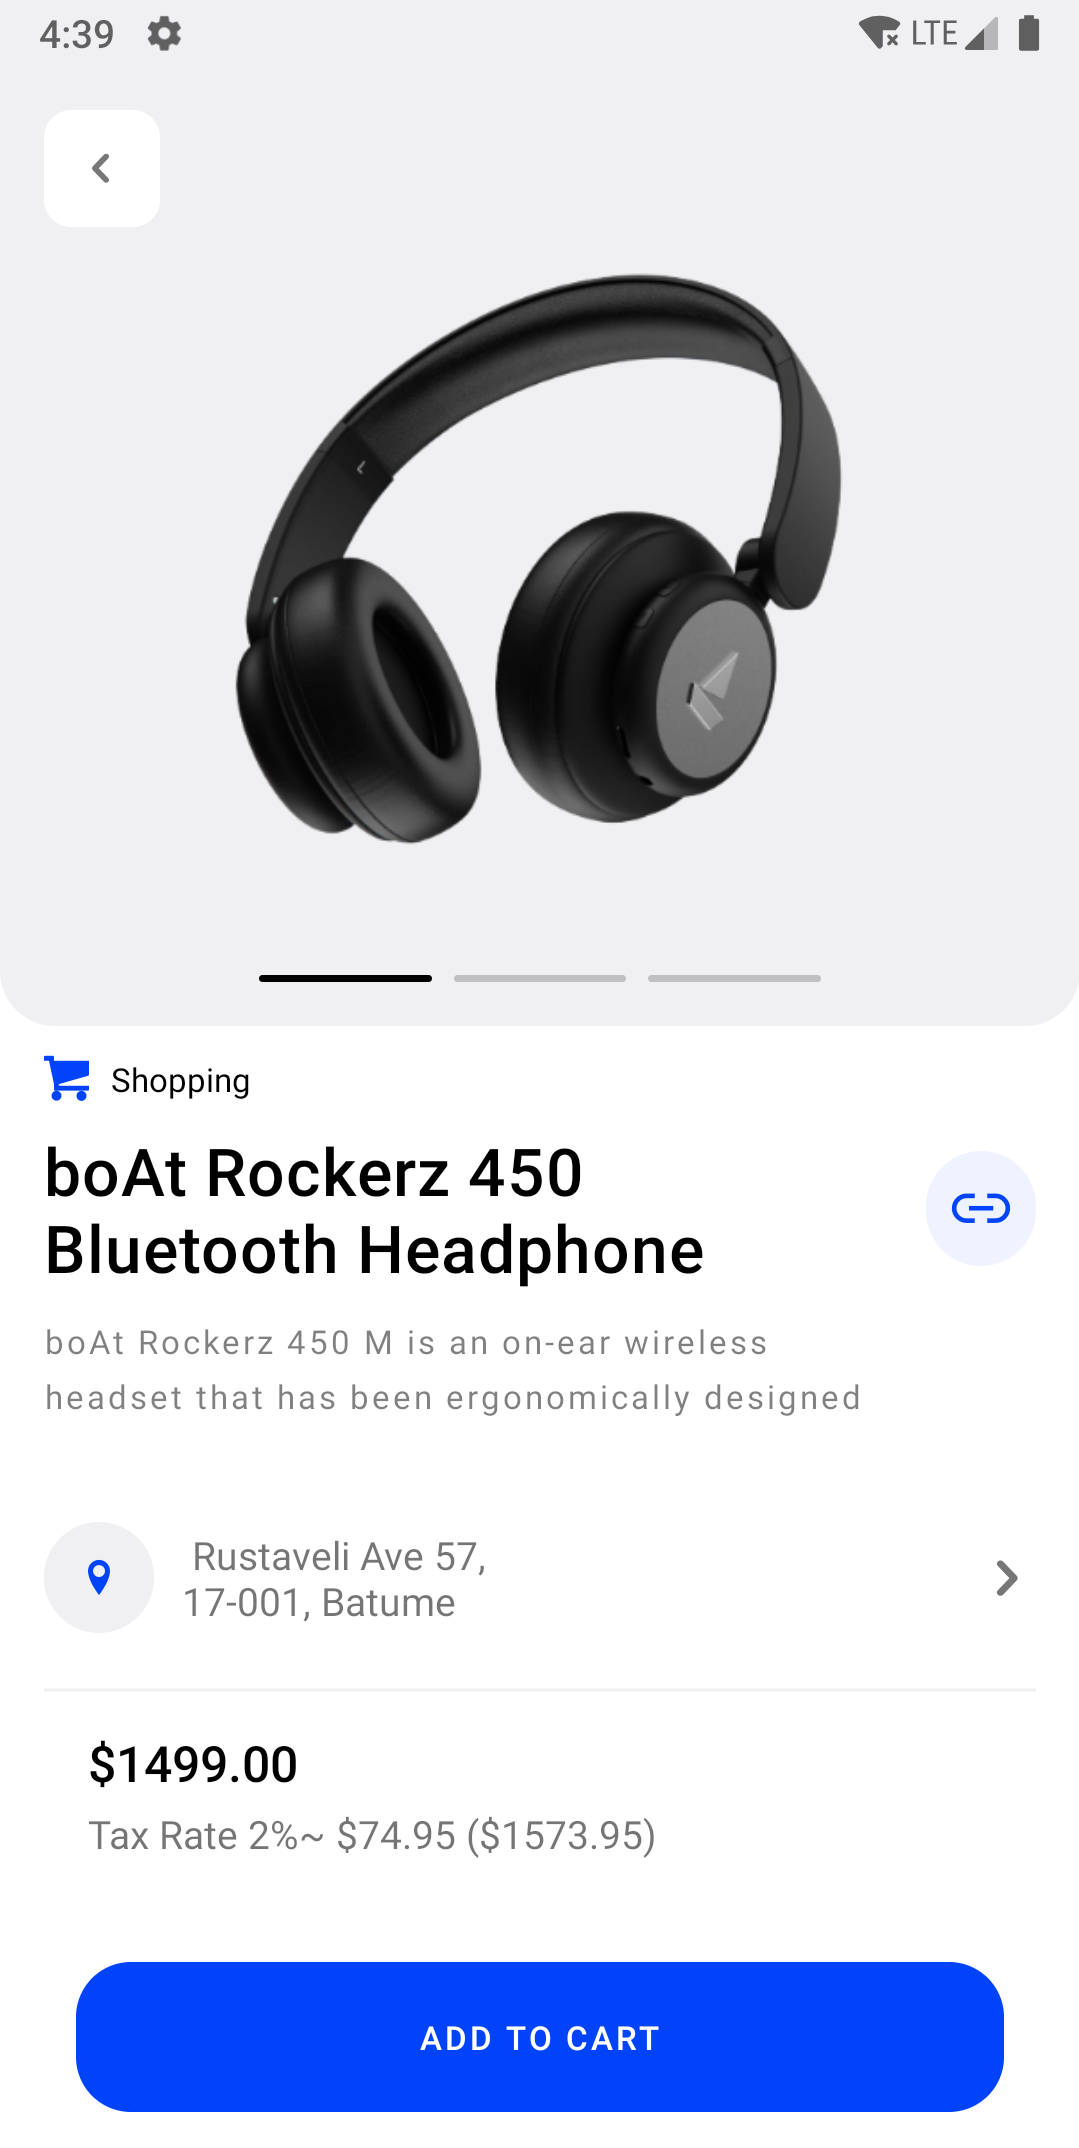 4:39 LTE
Shopping
boAt Rockerz 450
Bluetooth Headphone
boAt Rockerz 450 M is an on-ear wireless
headset that has been ergonomically designed
Rustaveli Ave 57,
17-001, Batume
$1499.00
Tax Rate 2%~ $74.95 ($1573.95)
ADD TO CART